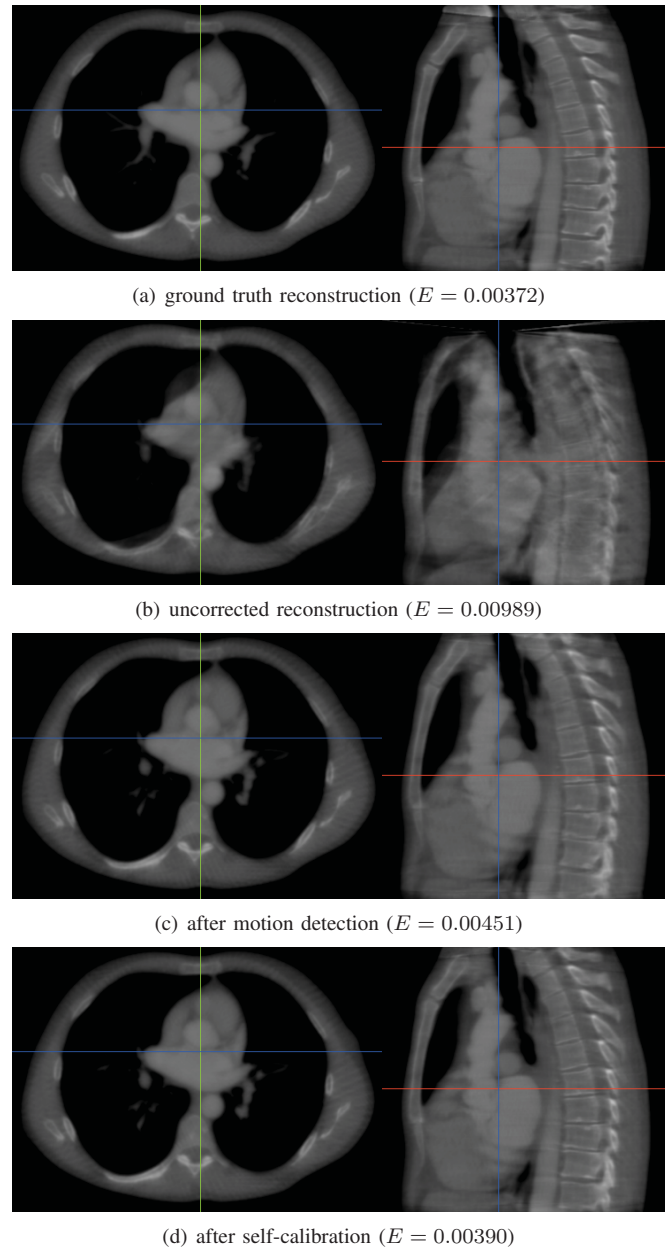 (a) ground truth reconstruction (E = 0.00372)
(b) uncorrected reconstruction (E = 0.00989)
(c) after motion detection (E = 0.00451)
(d) after self-calibration (E = 0.00390)